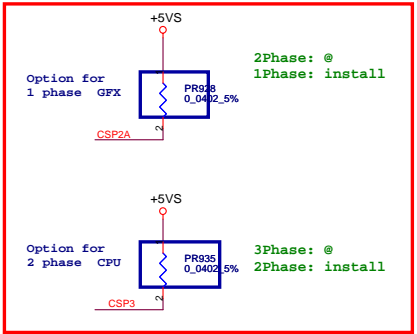 +5VS
2Phase: @
1Phase: install
Option for
1 phase GFX
PR928
0_0402_5%
2
CSP2A
+5VS
Option for
2 phase CPU
PR935
0_0402_5%
3Phase: @
2Phase: install
2
CSP3